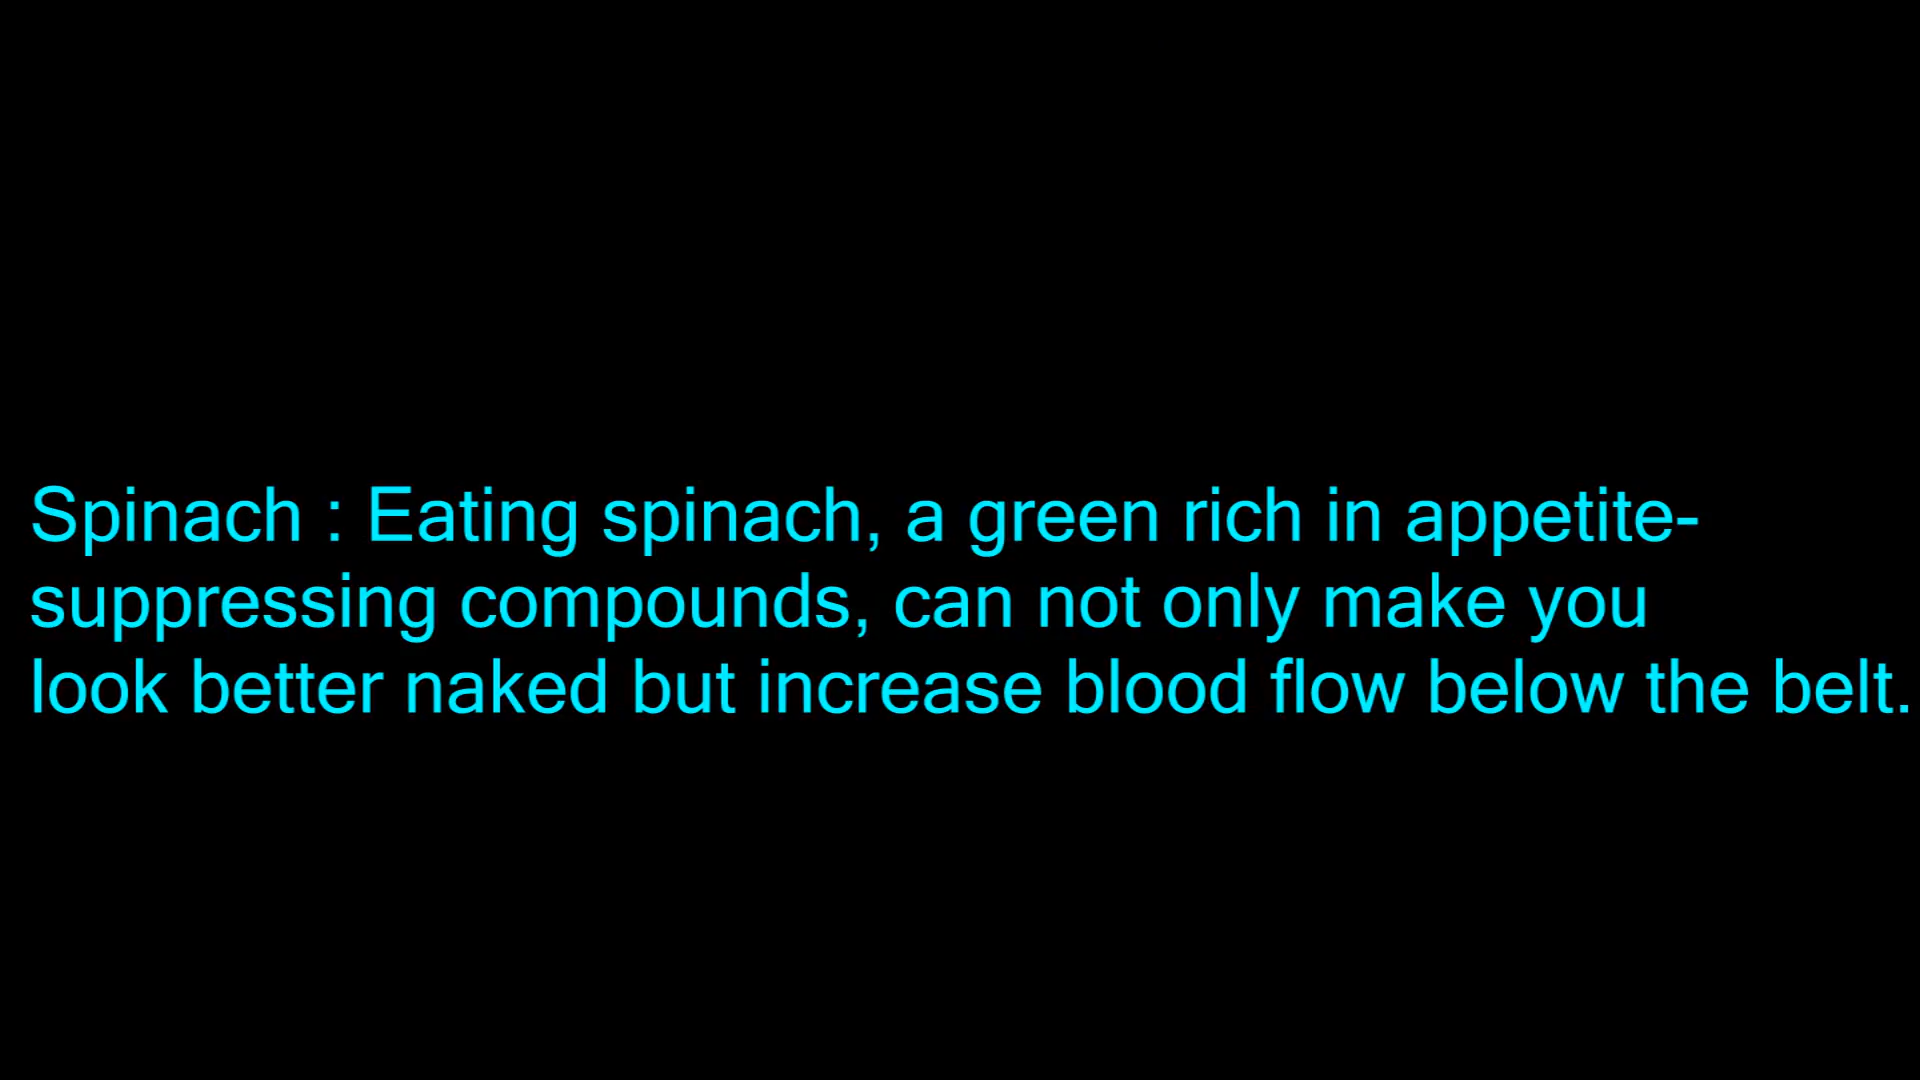 Spinach : Eating spinach, a green rich in appetite-
suppressing compounds, can not only make you
look better naked but increase blood flow below the belt.